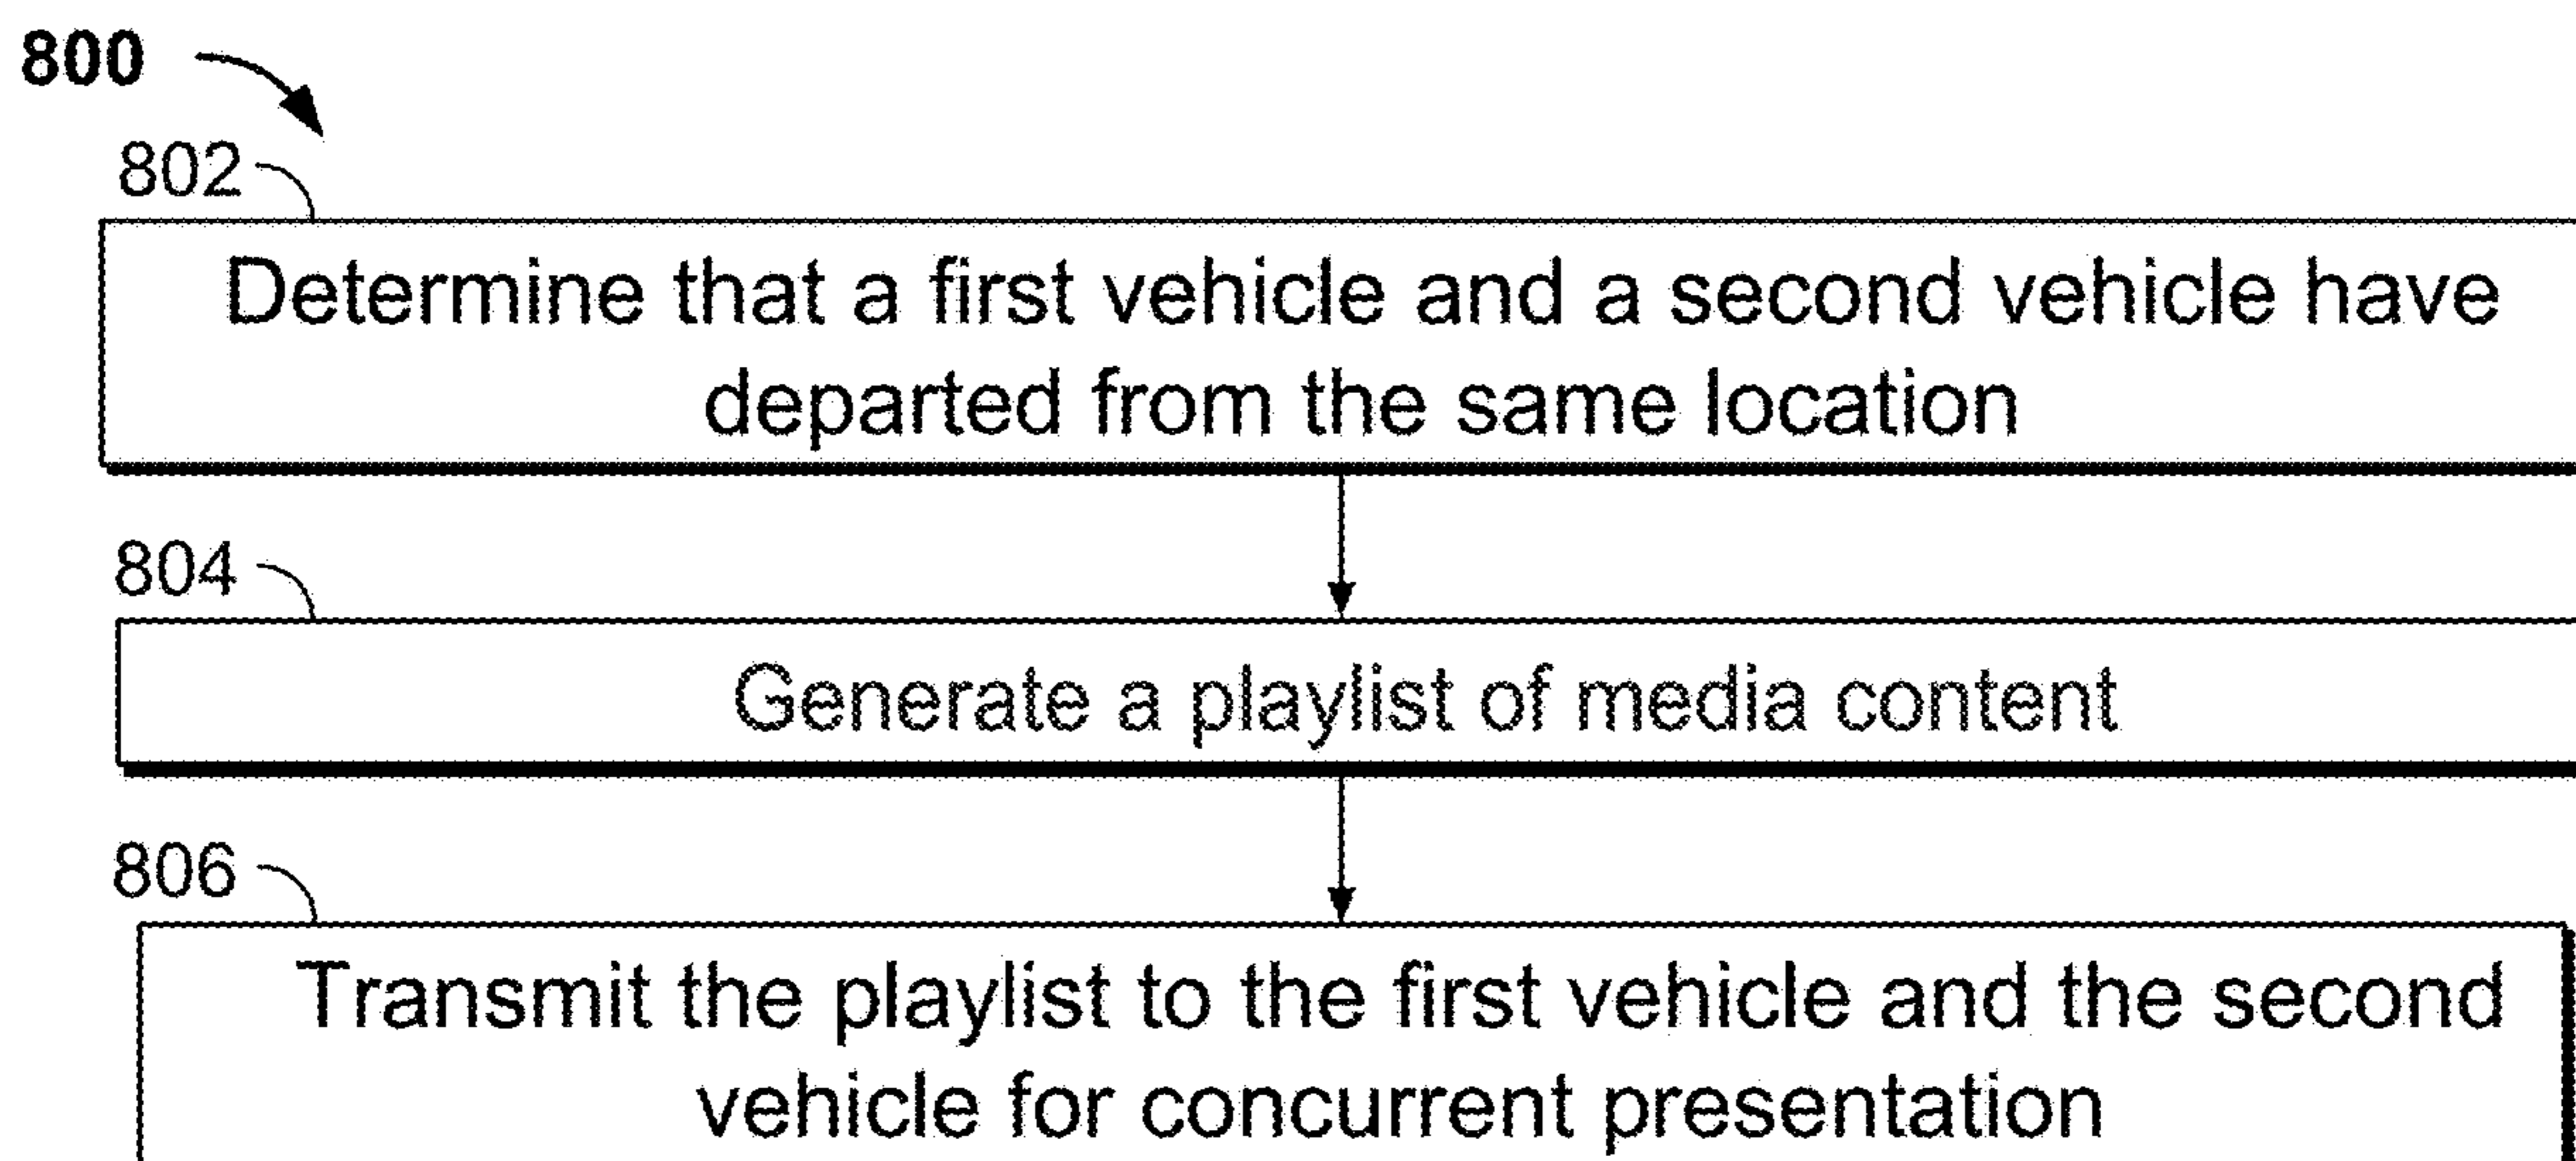 800
802
Determine that a first vehicle and a second vehicle have
departed from the same location
804
Generate a playlist of media content
806
Transmit the playlist to the first vehicle and the second
vehicle for concurrent presentation